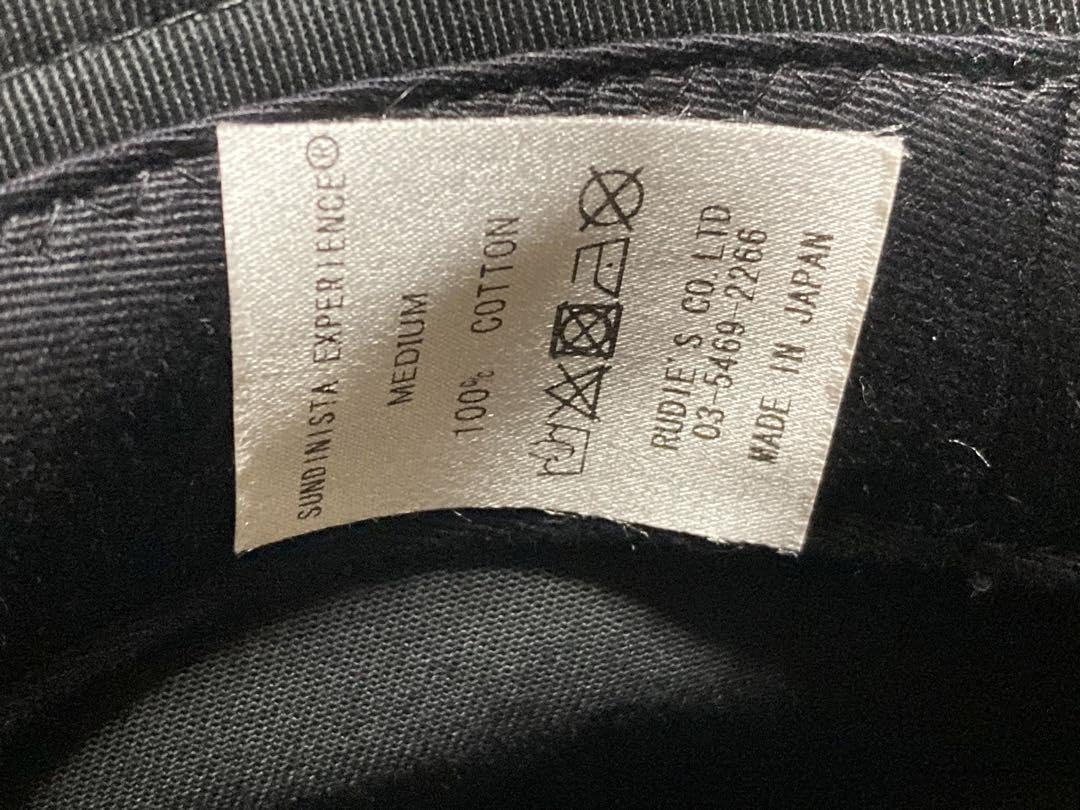 SUNDINISTA EXPERIENCE®
MEDIUM
100% COTTON
RUDIE'S CO.LTD
03-5469-2266
MADE IN JAPAN